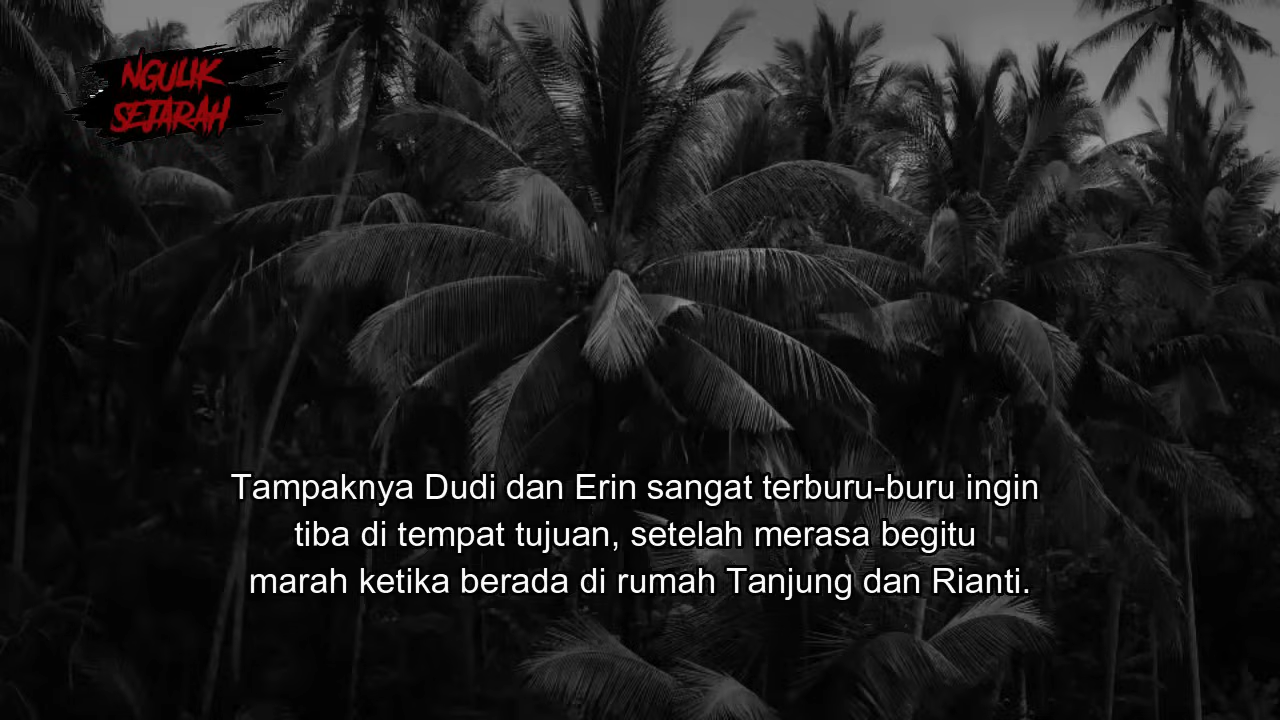 NGULIK
SEJARAH
Tampaknya Dudi dan Erin sangat terburu-buru ingin
tiba di tempat tujuan, setelah merasa begitu
marah ketika berada di rumah Tanjung dan Rianti.